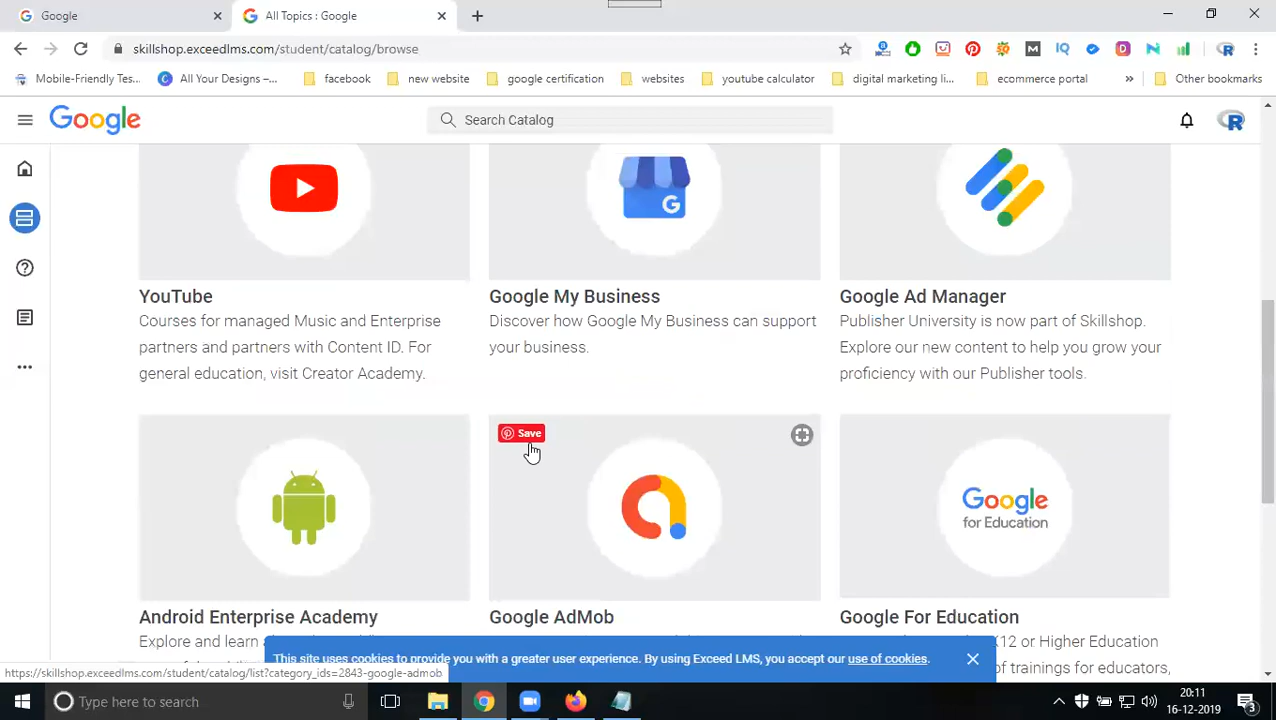 Google
All Topics : Google
skillshop.exceedlms.com/student/catalog/browse
Mobile-Friendly Tes...
All Your Designs –...
facebook
new website
google certification
websites
youtube calculator
digital marketing li...
ecommerce portal
Other bookmarks
Google
Search Catalog
YouTube
Courses for managed Music and Enterprise
partners and partners with Content ID. For
general education, visit Creator Academy.
Google My Business
Discover how Google My Business can support
your business.
Google Ad Manager
Publisher University is now part of Skillshop.
Explore our new content to help you grow your
proficiency with our Publisher tools.
Save
Google
for Education
Android Enterprise Academy
Explore and learn
Google AdMob
Google For Education
K12 or Higher Education
of trainings for educators,
This site uses cookies to provide you with a greater user experience. By using Exceed LMS, you accept our use of cookies.
https://skillshop.exceedlms.com/student/catalog/list?category_ids=2843-google-admob
Type here to search
20:11
16-12-2019
3